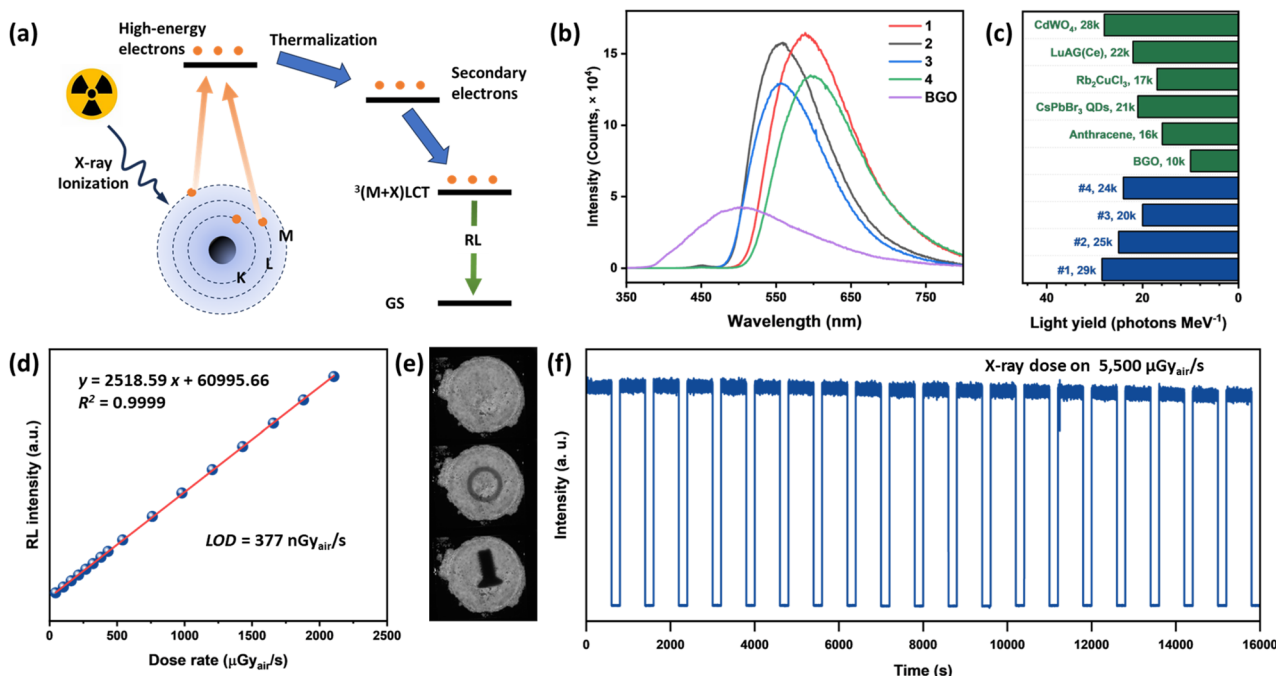 (a)
High-energy
electrons
Thermalization
Secondary
electrons
X-ray
Ionization
³(M+X)LCT
M
L
K
RL
GS
(b)
Intensity (Counts, × 10⁴)
15
10
5
0
1
2
3
4
BGO
350
450
550
650
750
Wavelength (nm)
(c)
CdWO₄, 28k
LuAG(Ce), 22k
Rb₂CuCl₃, 17k
CsPbBr₃ QDs, 21k
Anthracene, 16k
BGO, 10k
#4, 24k
#3, 20k
#2, 25k
#1, 29k
40
20
0
Light yield (photons MeV⁻¹)
(d)
y = 2518.59 x + 60995.66
R² = 0.9999
LOD = 377 nGyair/s
RL intensity (a.u.)
0
500
1000
1500
2000
2500
Dose rate (μGyair/s)
(e)
(f)
X-ray dose on 5,500 μGyair/s
Intensity (a. u.)
0
2000
4000
6000
8000
10000
12000
14000
16000
Time (s)